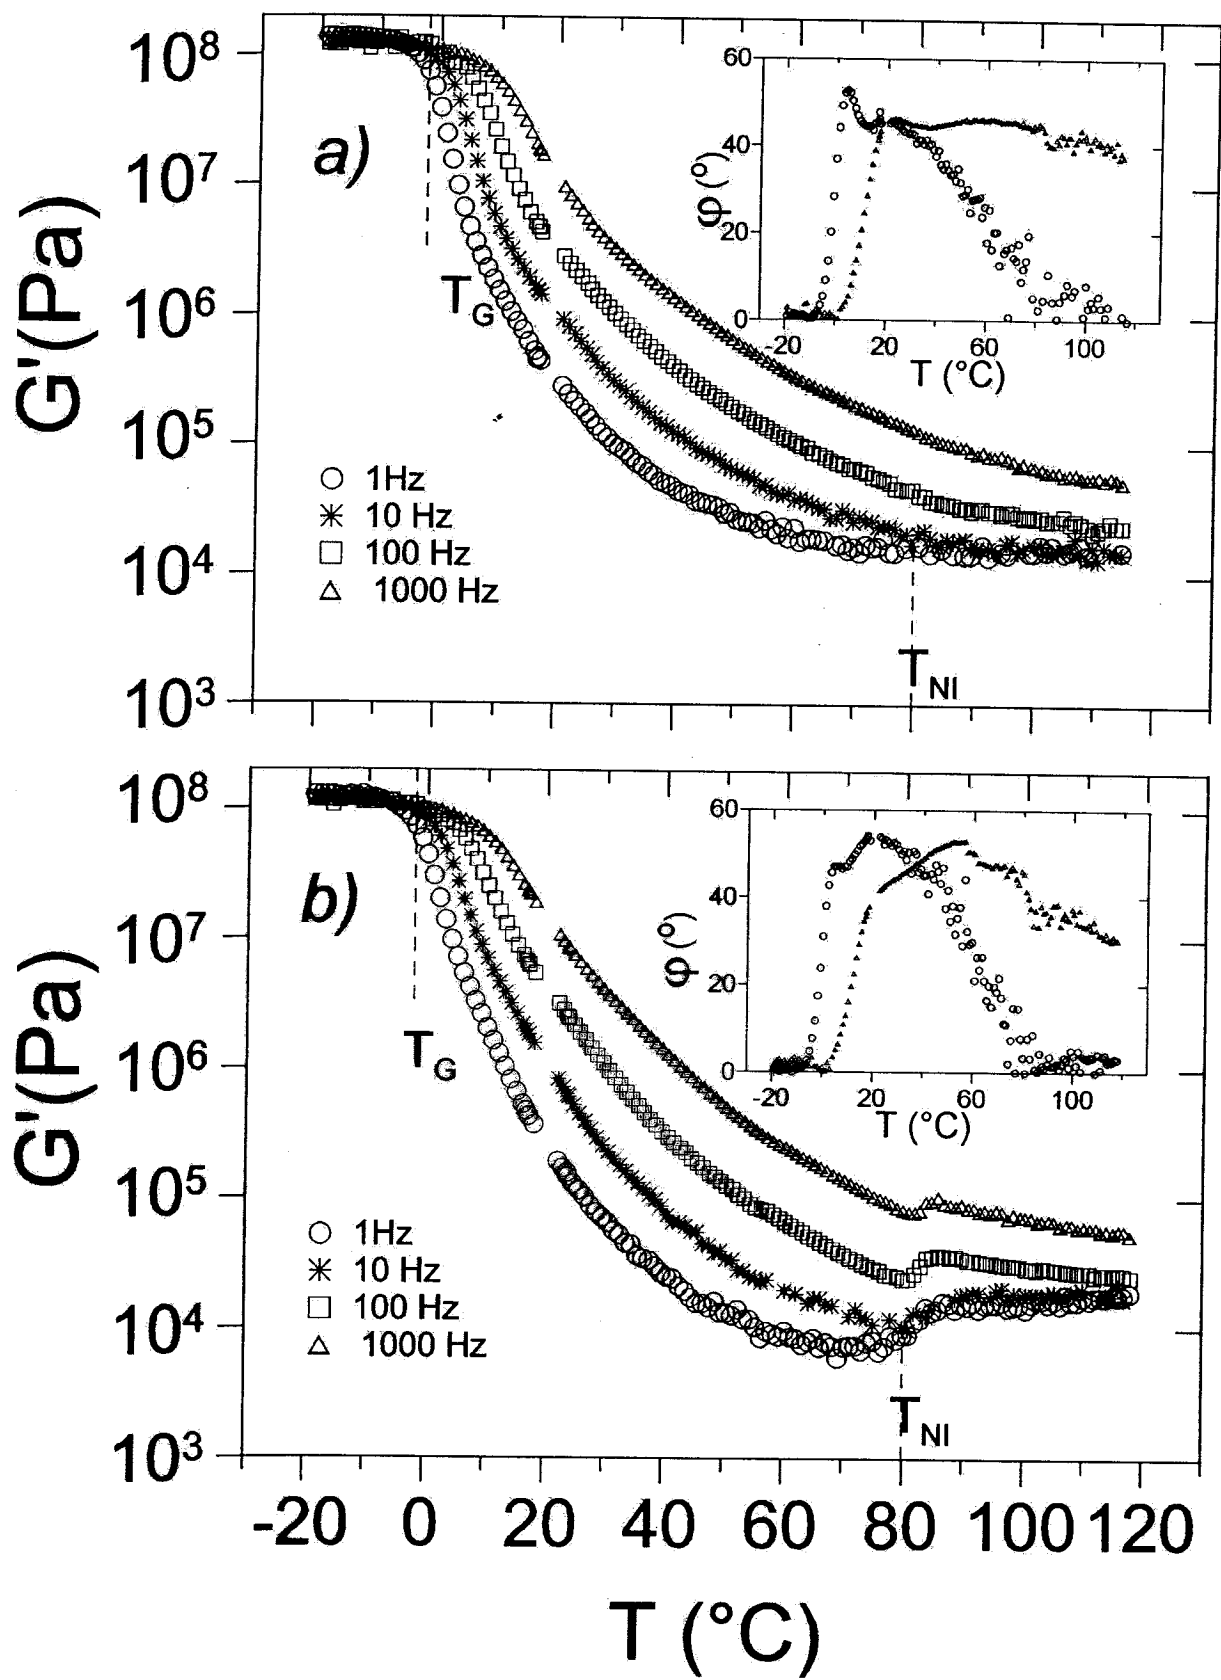 10⁸
10⁷
10⁶
10⁵
10⁴
10³
G'(Pa)
a)
T_G
T_NI
○ 1Hz
✳ 10 Hz
□ 100 Hz
△ 1000 Hz
60
40
20
0
φ(°)
-20 20 60 100
T (°C)
10⁸
10⁷
10⁶
10⁵
10⁴
10³
G'(Pa)
b)
T_G
T_NI
○ 1Hz
✳ 10 Hz
□ 100 Hz
△ 1000 Hz
60
40
20
0
φ(°)
-20 20 60 100
T (°C)
-20 0 20 40 60 80 100 120
T (°C)